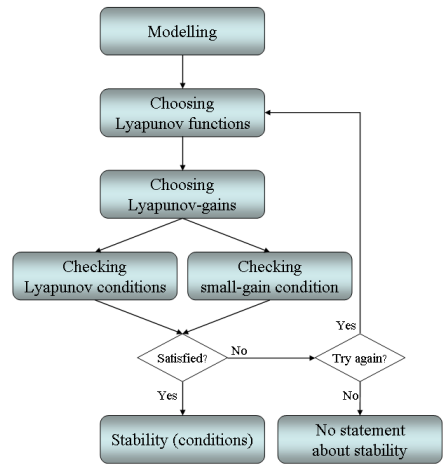 Modelling
Choosing
Lyapunov functions
Choosing
Lyapunov-gains
Checking
Lyapunov conditions
Checking
small-gain condition
Satisfied?
No
Try again?
Yes
Yes
No
Stability (conditions)
No statement
about stability